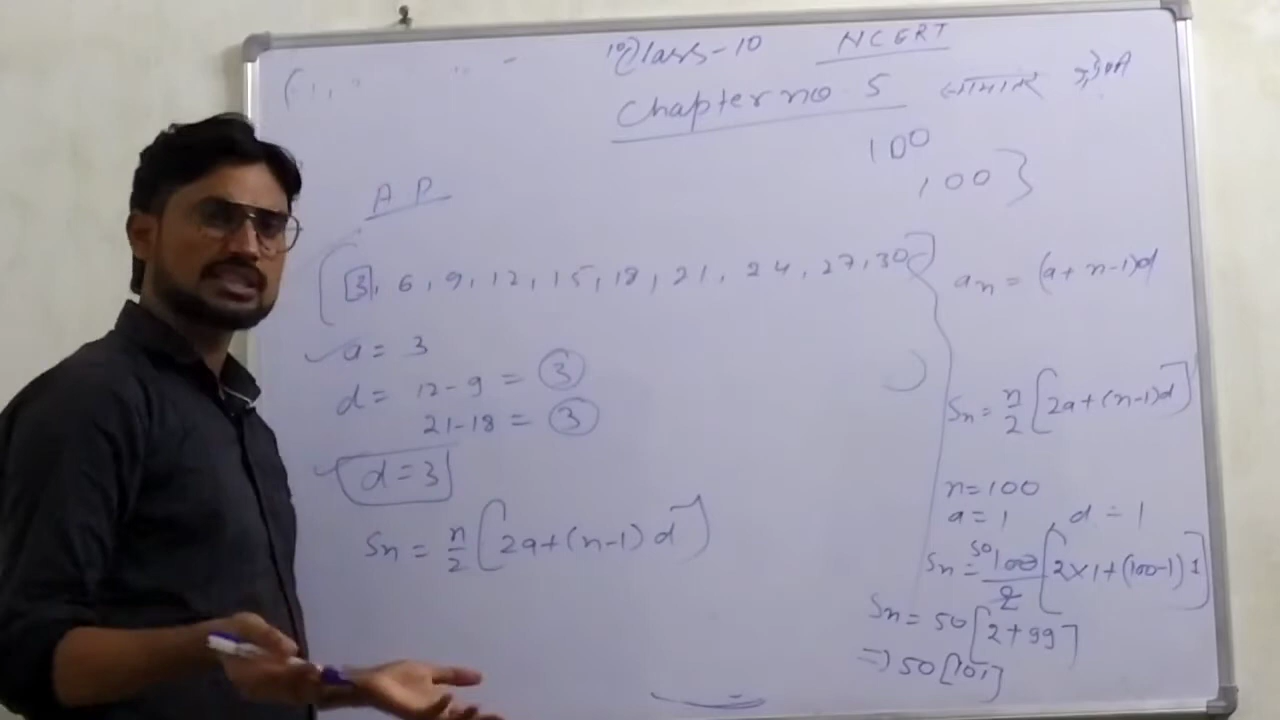 Class-10 NCERT
Chapter no 5
100
100}
A P
3, 6, 9, 12, 15, 18, 21, 24, 27, 30
aₙ = (a + n-1)d
a = 3
d = 12-9 = 3
21-18 = 3
d = 3
Sₙ = n/2 [2a + (n-1) d]
Sₙ = n/2 [2a + (n-1)d]
n = 100
a = 1, d = 1
Sₙ = 50 100/2 [2×1 + (100-1) 1]
Sₙ = 50 [2 + 99]
⇒ 50 [101]